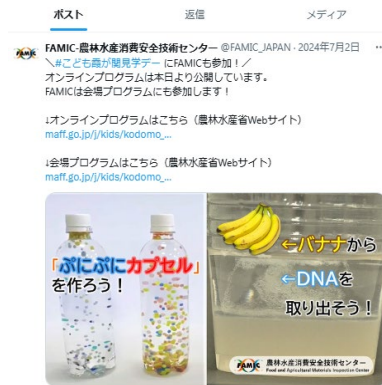 ポスト 返信 メディア
FAMIC-農林水産消費安全技術センター @FAMIC_JAPAN · 2024年7月2日
＼#こども霞が関見学デー にFAMICも参加！／
オンラインプログラムは本日より公開しています。
FAMICは会場プログラムにも参加します！
↓オンラインプログラムはこちら（農林水産省Webサイト）
maff.go.jp/j/kids/kodomo_...
↓会場プログラムはこちら（農林水産省Webサイト）
maff.go.jp/j/kids/kodomo_...
「ぷにぷにカプセル」
を作ろう！
←バナナから
←DNAを
取り出そう！
FAMIC 農林水産消費安全技術センター
Food and Agricultural Materials Inspection Center